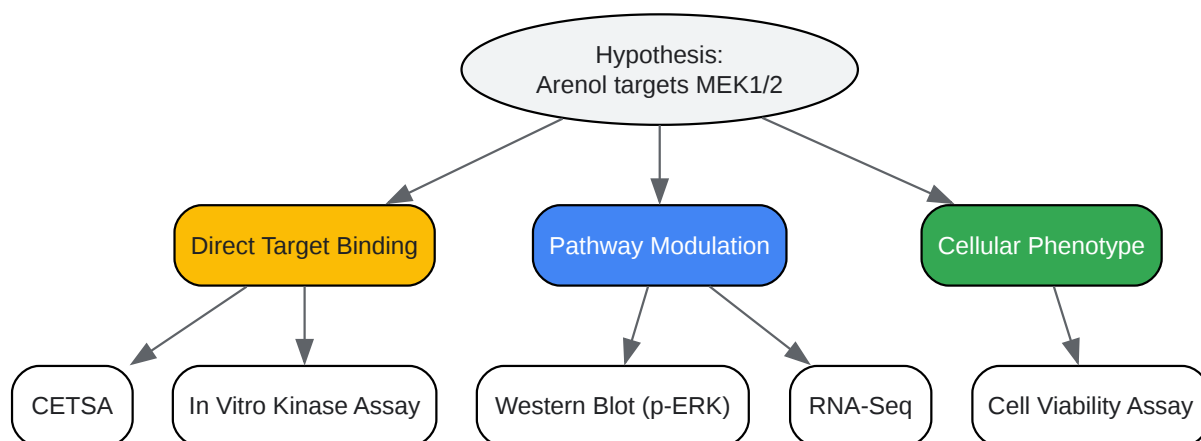 Hypothesis:
Arenol targets MEK1/2
Direct Target Binding
Pathway Modulation
Cellular Phenotype
CETSA
In Vitro Kinase Assay
Western Blot (p-ERK)
RNA-Seq
Cell Viability Assay